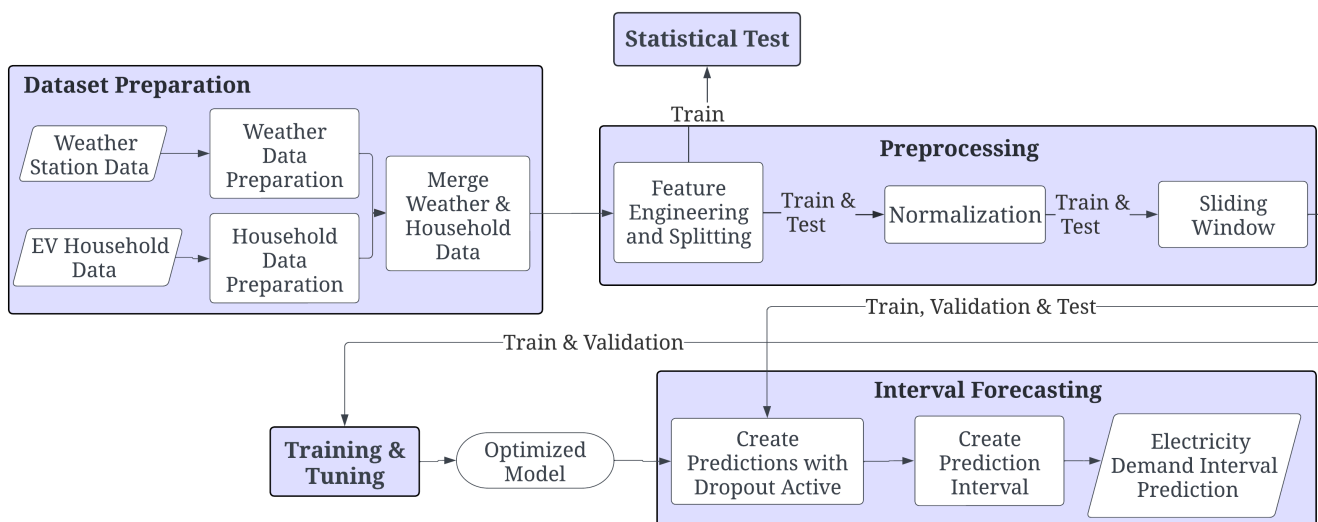 Statistical Test
Train
Dataset Preparation
Weather
Station Data
Weather
Data
Preparation
EV Household
Data
Household
Data
Preparation
Merge
Weather &
Household
Data
Preprocessing
Feature
Engineering
and Splitting
Train &
Test
Normalization
Train &
Test
Sliding
Window
Train, Validation & Test
Train & Validation
Training &
Tuning
Optimized
Model
Interval Forecasting
Create
Predictions with
Dropout Active
Create
Prediction
Interval
Electricity
Demand Interval
Prediction